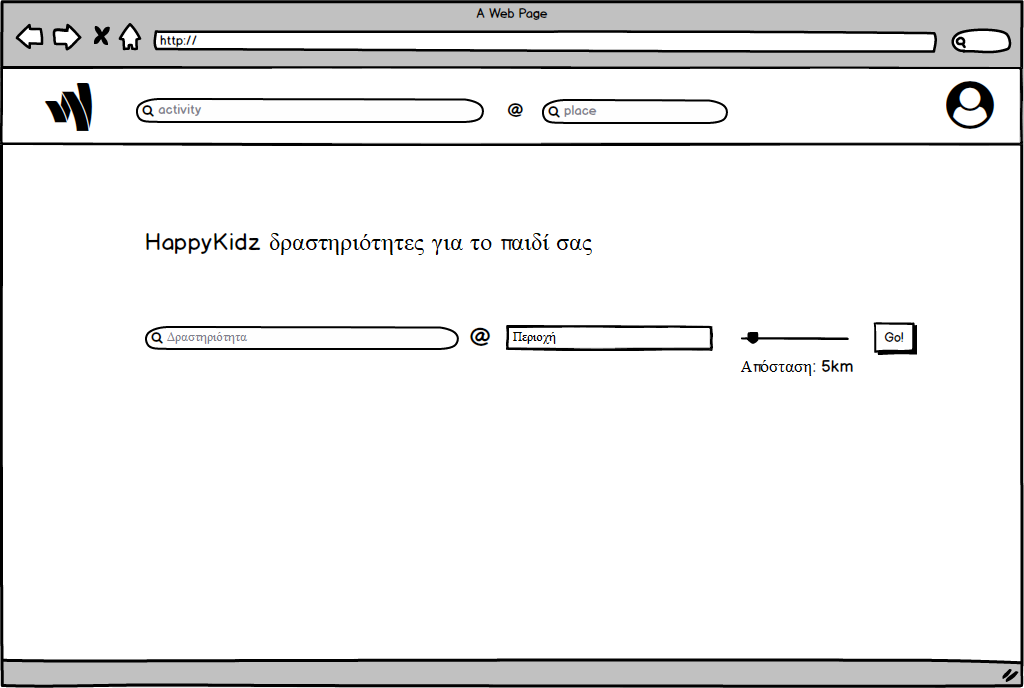 A Web Page
http://
activity @ place
HappyKidz δραστηριότητες για το παιδί σας
Δραστηριότητα @ Περιοχή Go!
Απόσταση: 5km